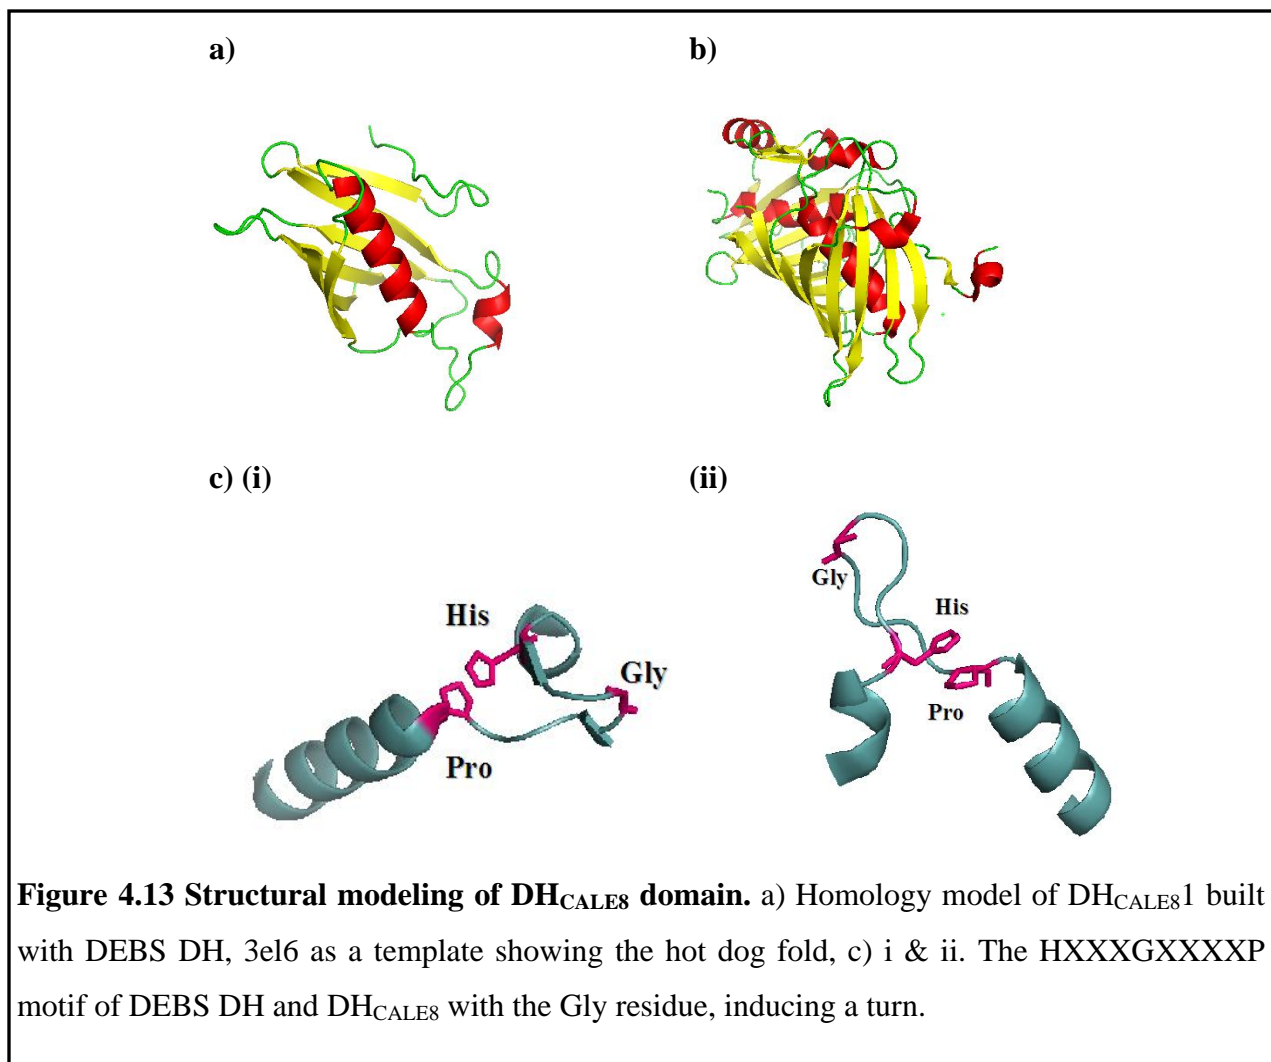 a) b)
c) (i) (ii)
His
Gly
Pro
Gly
His
Pro
Figure 4.13 Structural modeling of DHCALE8 domain. a) Homology model of DHCALE81 built
with DEBS DH, 3el6 as a template showing the hot dog fold, c) i & ii. The HXXXGXXXXP
motif of DEBS DH and DHCALE8 with the Gly residue, inducing a turn.